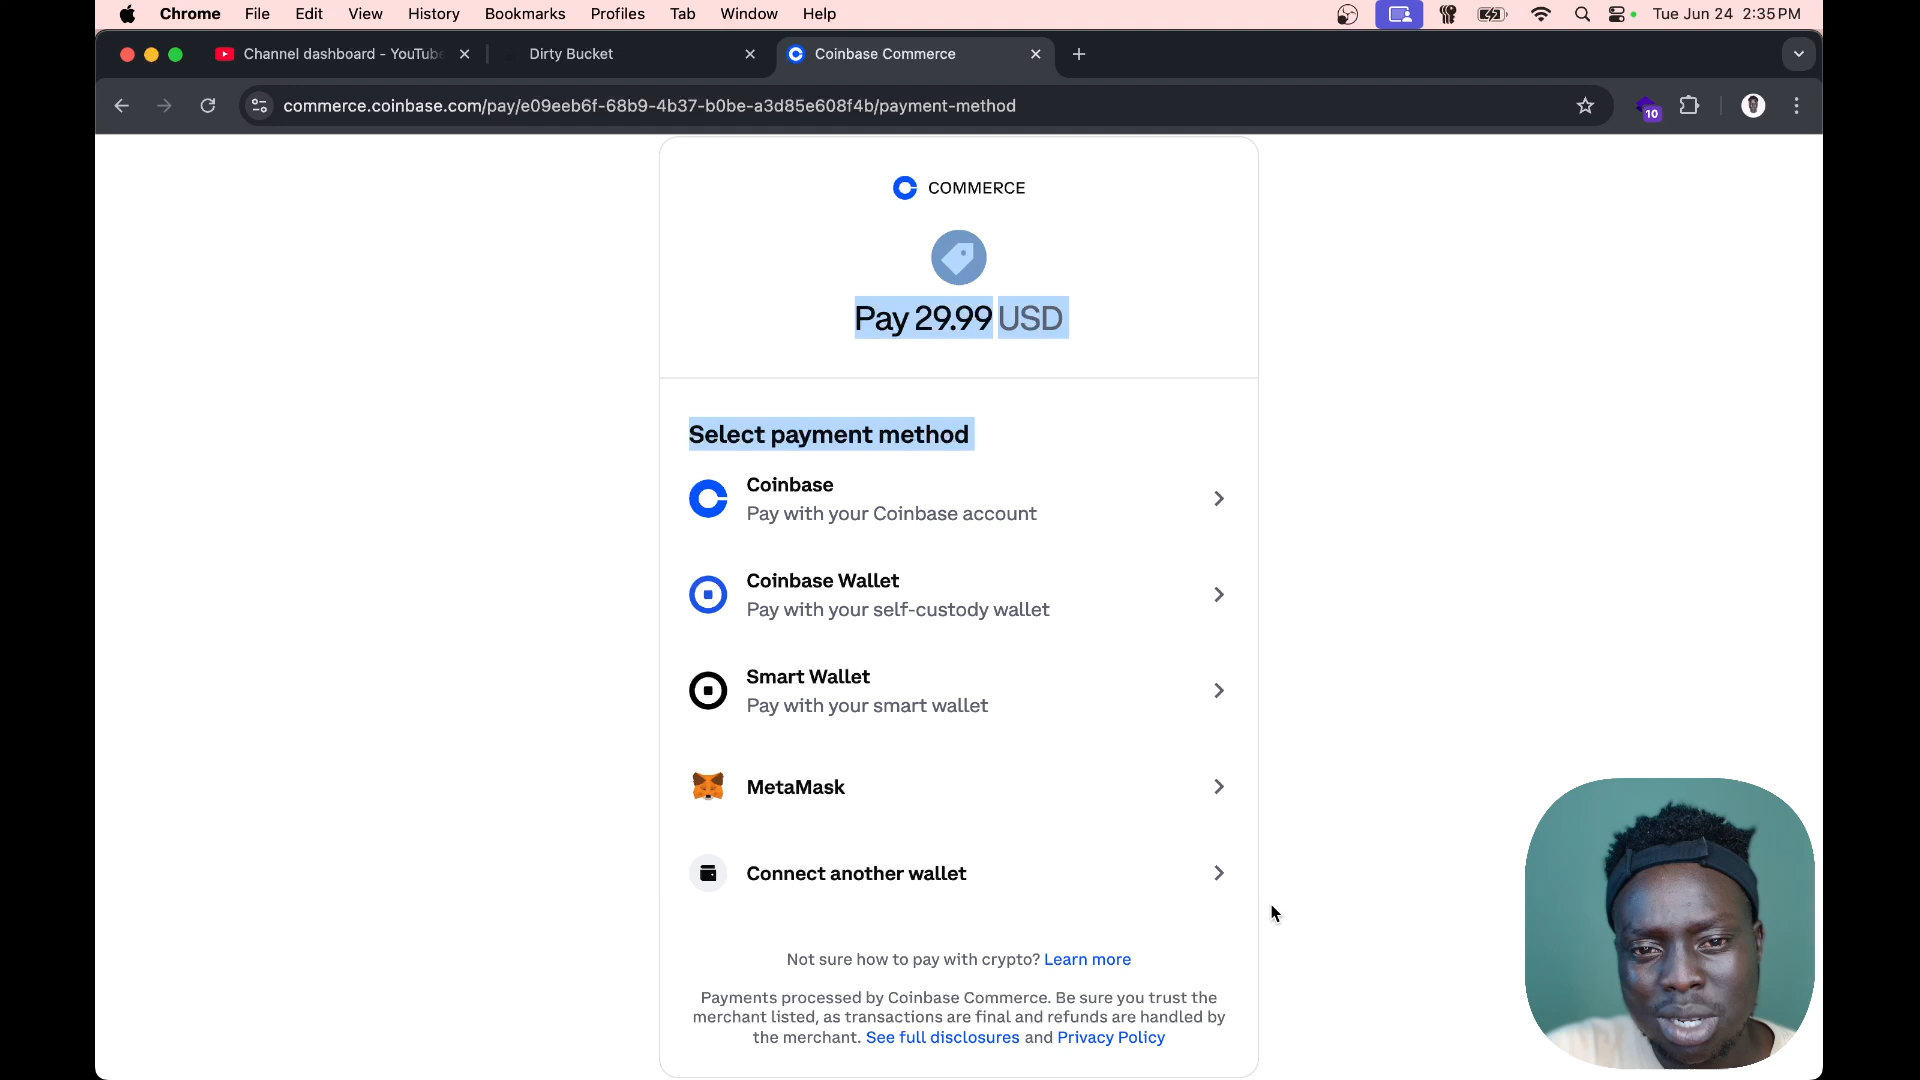 Chrome File Edit View History Bookmarks Profiles Tab Window Help Tue Jun 24 2:35 PM
Channel dashboard - YouTube Dirty Bucket Coinbase Commerce
commerce.coinbase.com/pay/e09eeb6f-68b9-4b37-b0be-a3d85e608f4b/payment-method 10
COMMERCE
Pay 29.99 USD
Select payment method
Coinbase
Pay with your Coinbase account
Coinbase Wallet
Pay with your self-custody wallet
Smart Wallet
Pay with your smart wallet
MetaMask
Connect another wallet
Not sure how to pay with crypto? Learn more
Payments processed by Coinbase Commerce. Be sure you trust the
merchant listed, as transactions are final and refunds are handled by
the merchant. See full disclosures and Privacy Policy